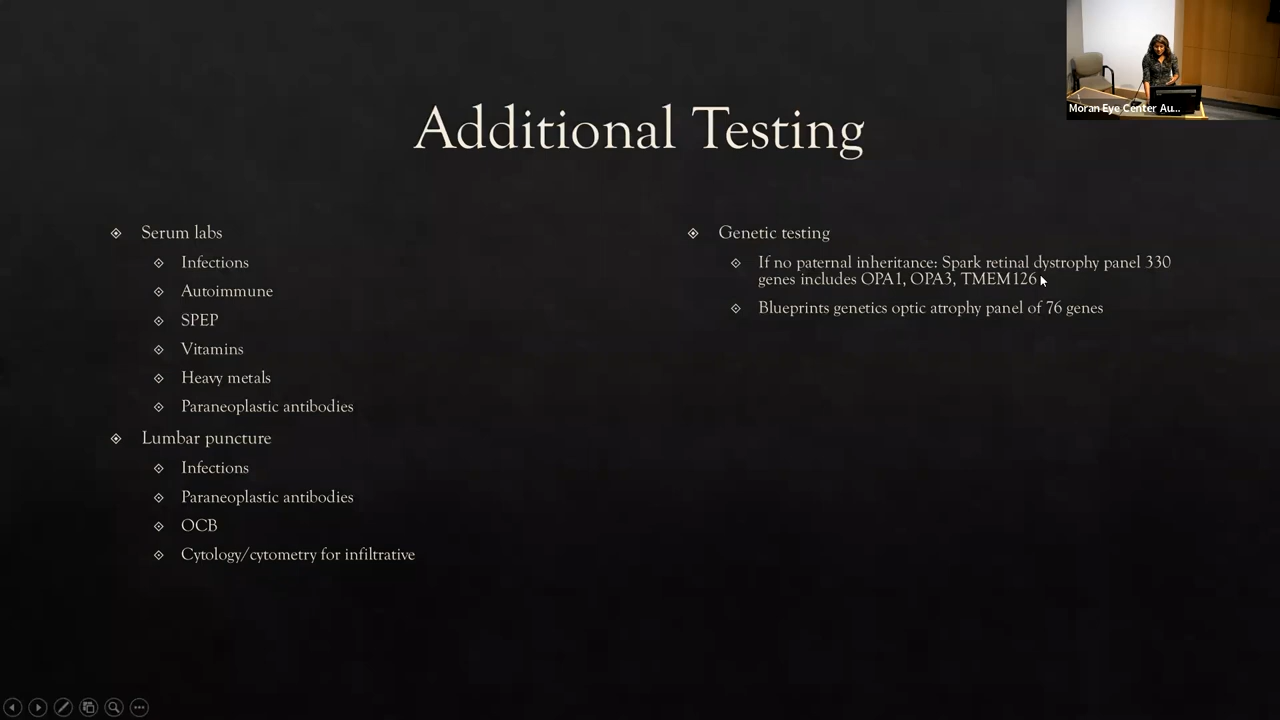 Moran Eye Center Au...
Additional Testing
Serum labs
Infections
Autoimmune
SPEP
Vitamins
Heavy metals
Paraneoplastic antibodies
Lumbar puncture
Infections
Paraneoplastic antibodies
OCB
Cytology/cytometry for infiltrative
Genetic testing
If no paternal inheritance: Spark retinal dystrophy panel 330
genes includes OPA1, OPA3, TMEM126
Blueprints genetics optic atrophy panel of 76 genes